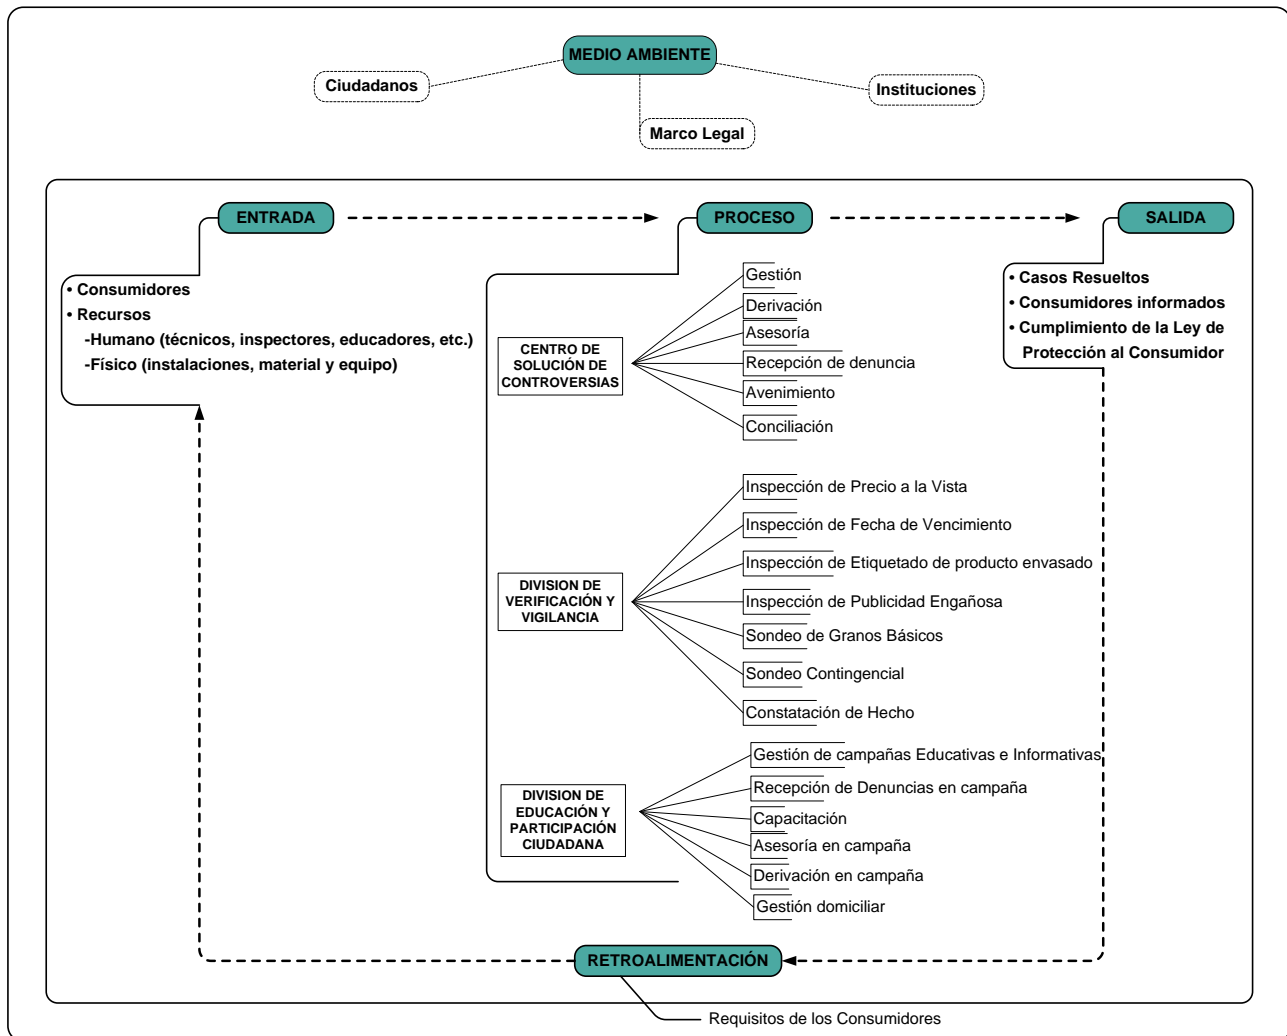 MEDIO AMBIENTE
Ciudadanos
Instituciones
Marco Legal
ENTRADA
PROCESO
SALIDA
• Consumidores
• Recursos
-Humano (técnicos, inspectores, educadores, etc.)
-Físico (instalaciones, material y equipo)
CENTRO DE
SOLUCIÓN DE
CONTROVERSIAS
Gestión
Derivación
Asesoría
Recepción de denuncia
Avenimiento
Conciliación
DIVISION DE
VERIFICACIÓN Y
VIGILANCIA
Inspección de Precio a la Vista
Inspección de Fecha de Vencimiento
Inspección de Etiquetado de producto envasado
Inspección de Publicidad Engañosa
Sondeo de Granos Básicos
Sondeo Contingencial
Constatación de Hecho
DIVISION DE
EDUCACIÓN Y
PARTICIPACIÓN
CIUDADANA
Gestión de campañas Educativas e Informativas
Recepción de Denuncias en campaña
Capacitación
Asesoría en campaña
Derivación en campaña
Gestión domiciliar
• Casos Resueltos
• Consumidores informados
• Cumplimiento de la Ley de
Protección al Consumidor
RETROALIMENTACIÓN
Requisitos de los Consumidores